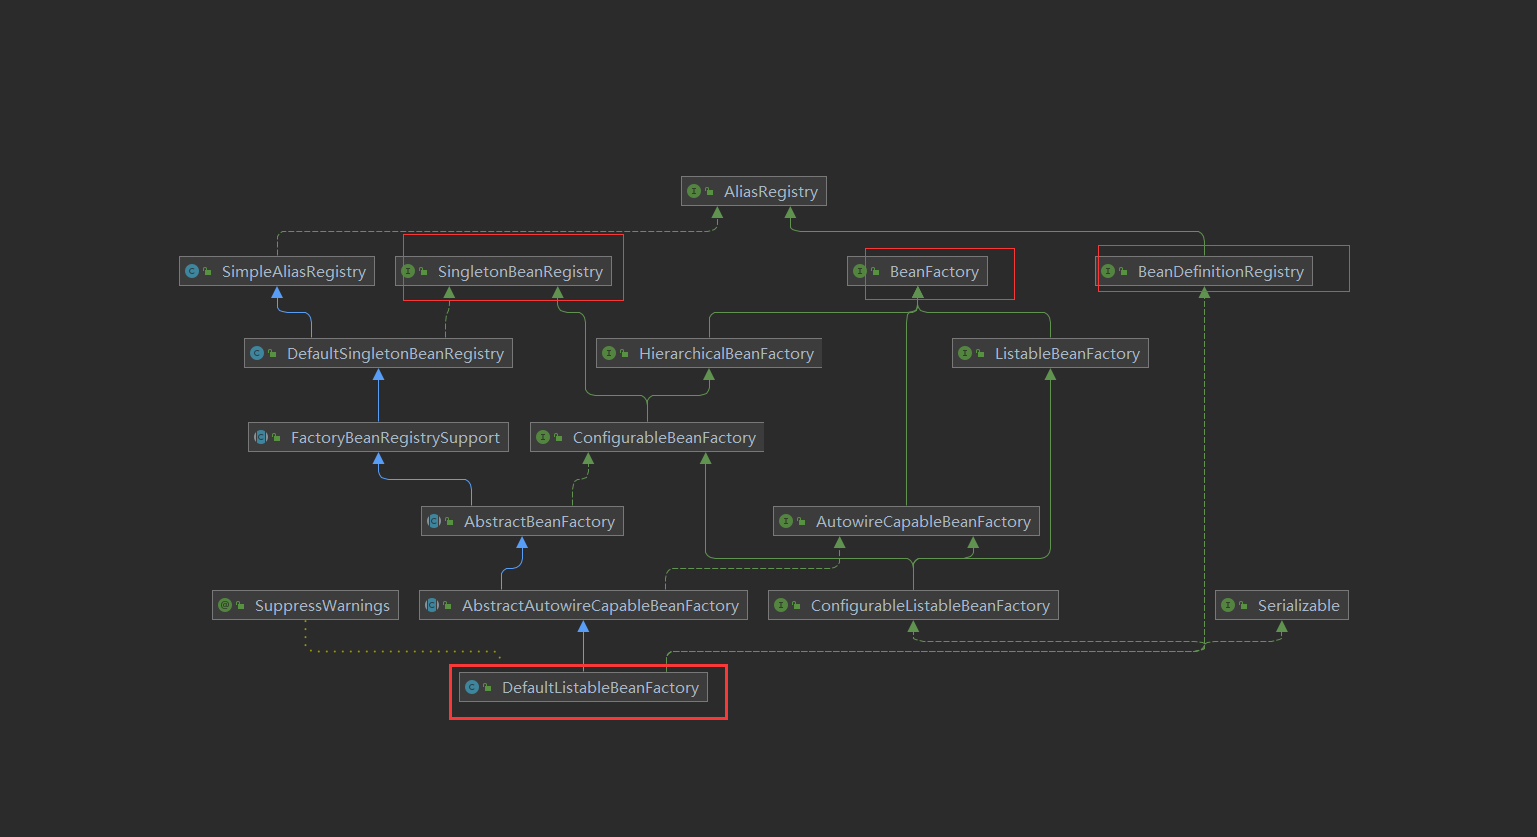 AliasRegistry
SimpleAliasRegistry
SingletonBeanRegistry
BeanFactory
BeanDefinitionRegistry
DefaultSingletonBeanRegistry
HierarchicalBeanFactory
ListableBeanFactory
FactoryBeanRegistrySupport
ConfigurableBeanFactory
AbstractBeanFactory
AutowireCapableBeanFactory
SuppressWarnings
AbstractAutowireCapableBeanFactory
ConfigurableListableBeanFactory
Serializable
DefaultListableBeanFactory